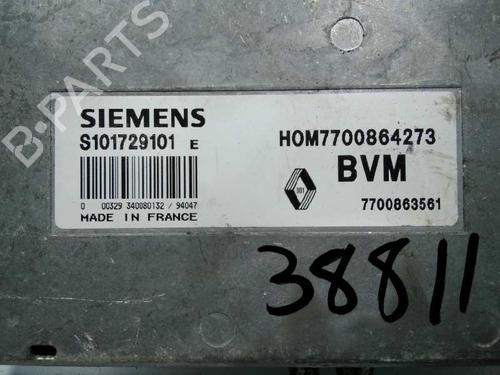 B-PARTS
SIEMENS
S101729101 E
0 00329 340080132 / 94047
MADE IN FRANCE
HOM7700864273
BVM
7700863561
38811